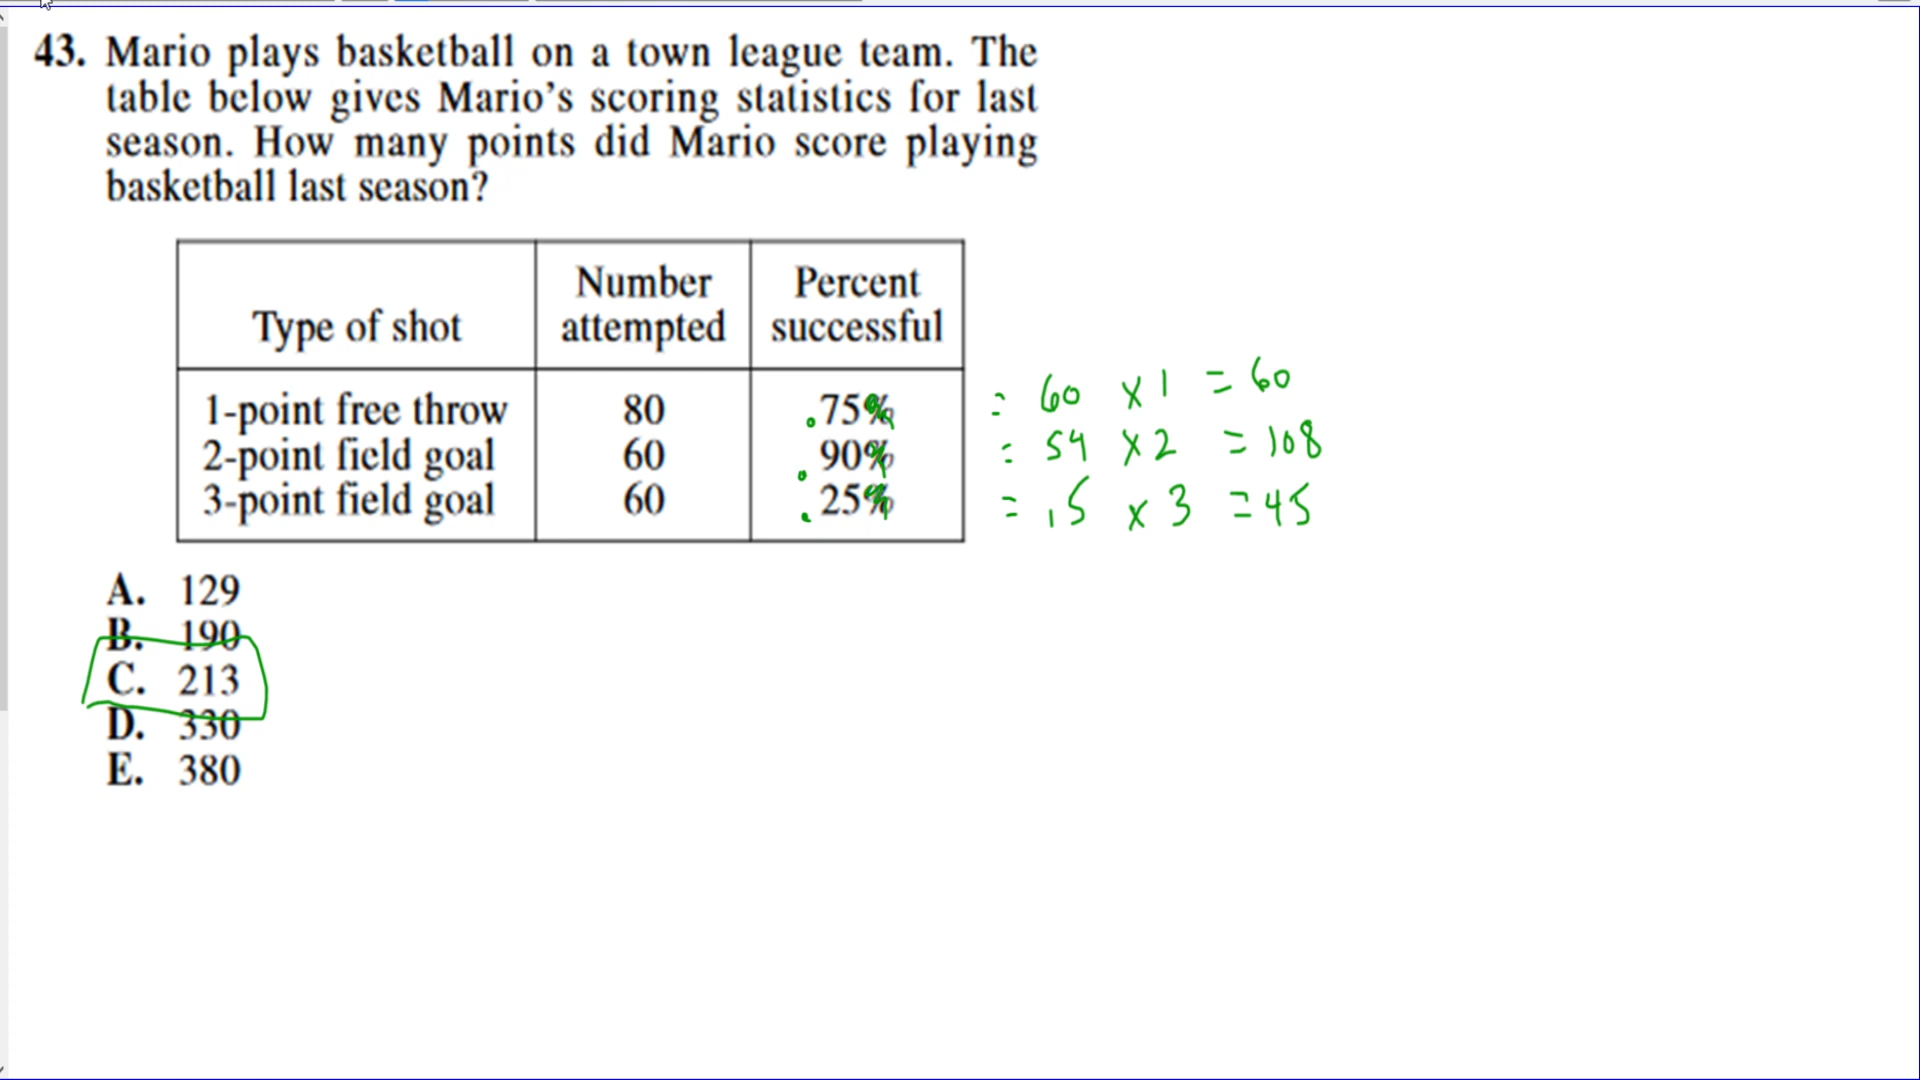 43. Mario plays basketball on a town league team. The
table below gives Mario's scoring statistics for last
season. How many points did Mario score playing
basketball last season?
Type of shot Number attempted Percent successful
1-point free throw 80 .75% = 60 x 1 = 60
2-point field goal 60 .90% = 54 x 2 = 108
3-point field goal 60 .25% = 15 x 3 = 45
A. 129
B. 190
C. 213
D. 330
E. 380